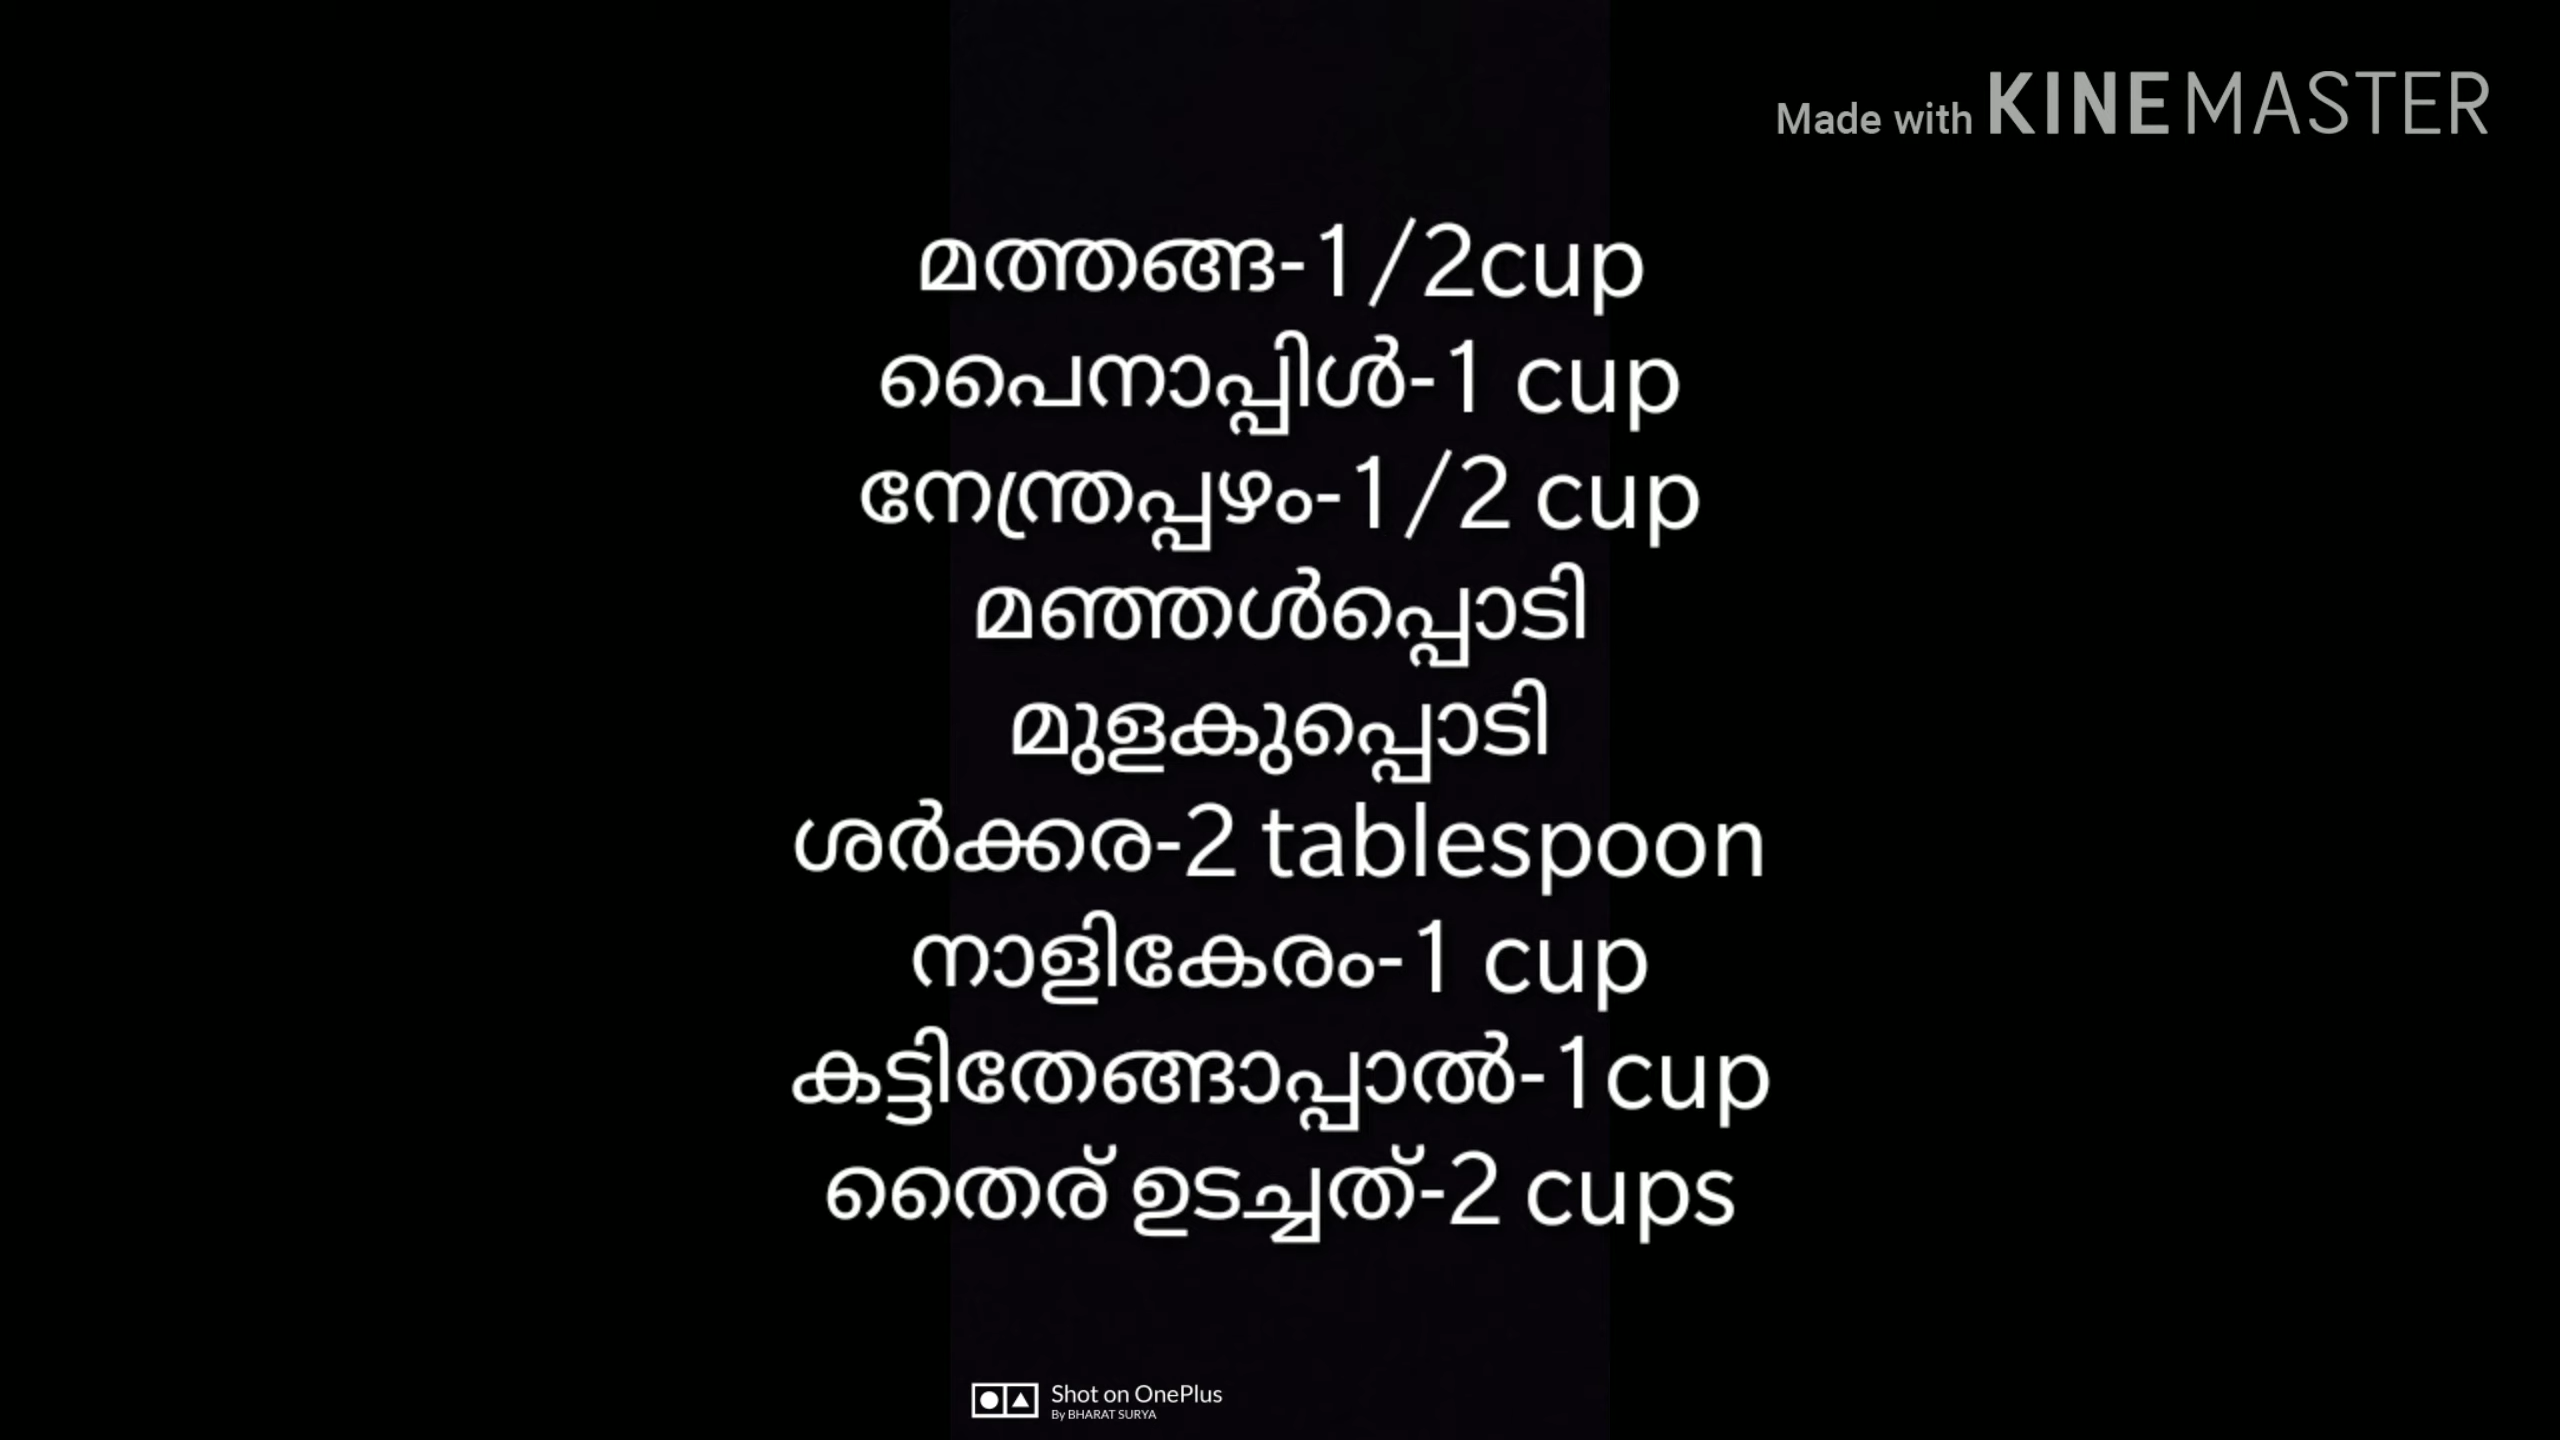 Made with KINEMASTER
മത്തങ്ങ-1/2cup
പൈനാപ്പിൾ-1 cup
നേന്ത്രപ്പഴം-1/2 cup
മഞ്ഞൾപ്പൊടി
മുളകുപ്പൊടി
ശർക്കര-2 tablespoon
നാളികേരം-1 cup
കട്ടിതേങ്ങാപ്പാൽ-1cup
തൈര് ഉടച്ചത്-2 cups
Shot on OnePlus
By BHARAT SURYA